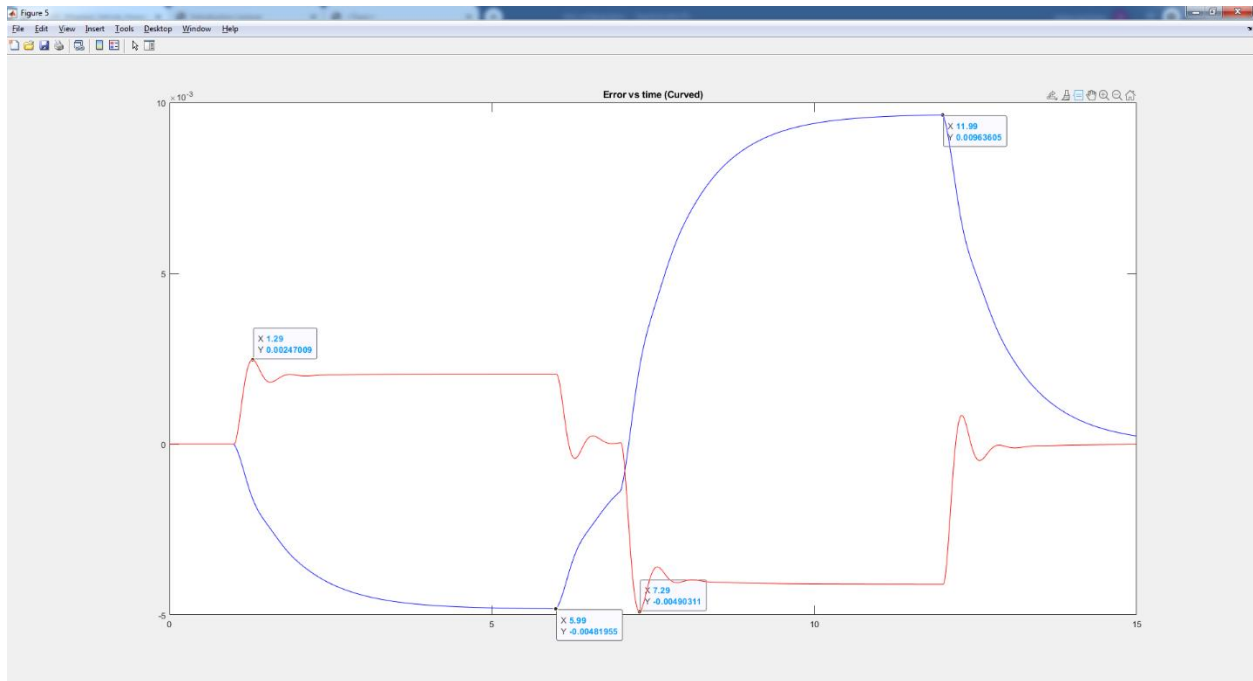 Figure 5
File Edit View Insert Tools Desktop Window Help
Error vs time (Curved)
10 ×10⁻³
5
0
-5
0 5 10 15
X 1.29
Y 0.00247009
X 11.99
Y 0.00963605
X 7.29
Y -0.00490311
X 5.99
Y -0.00481955